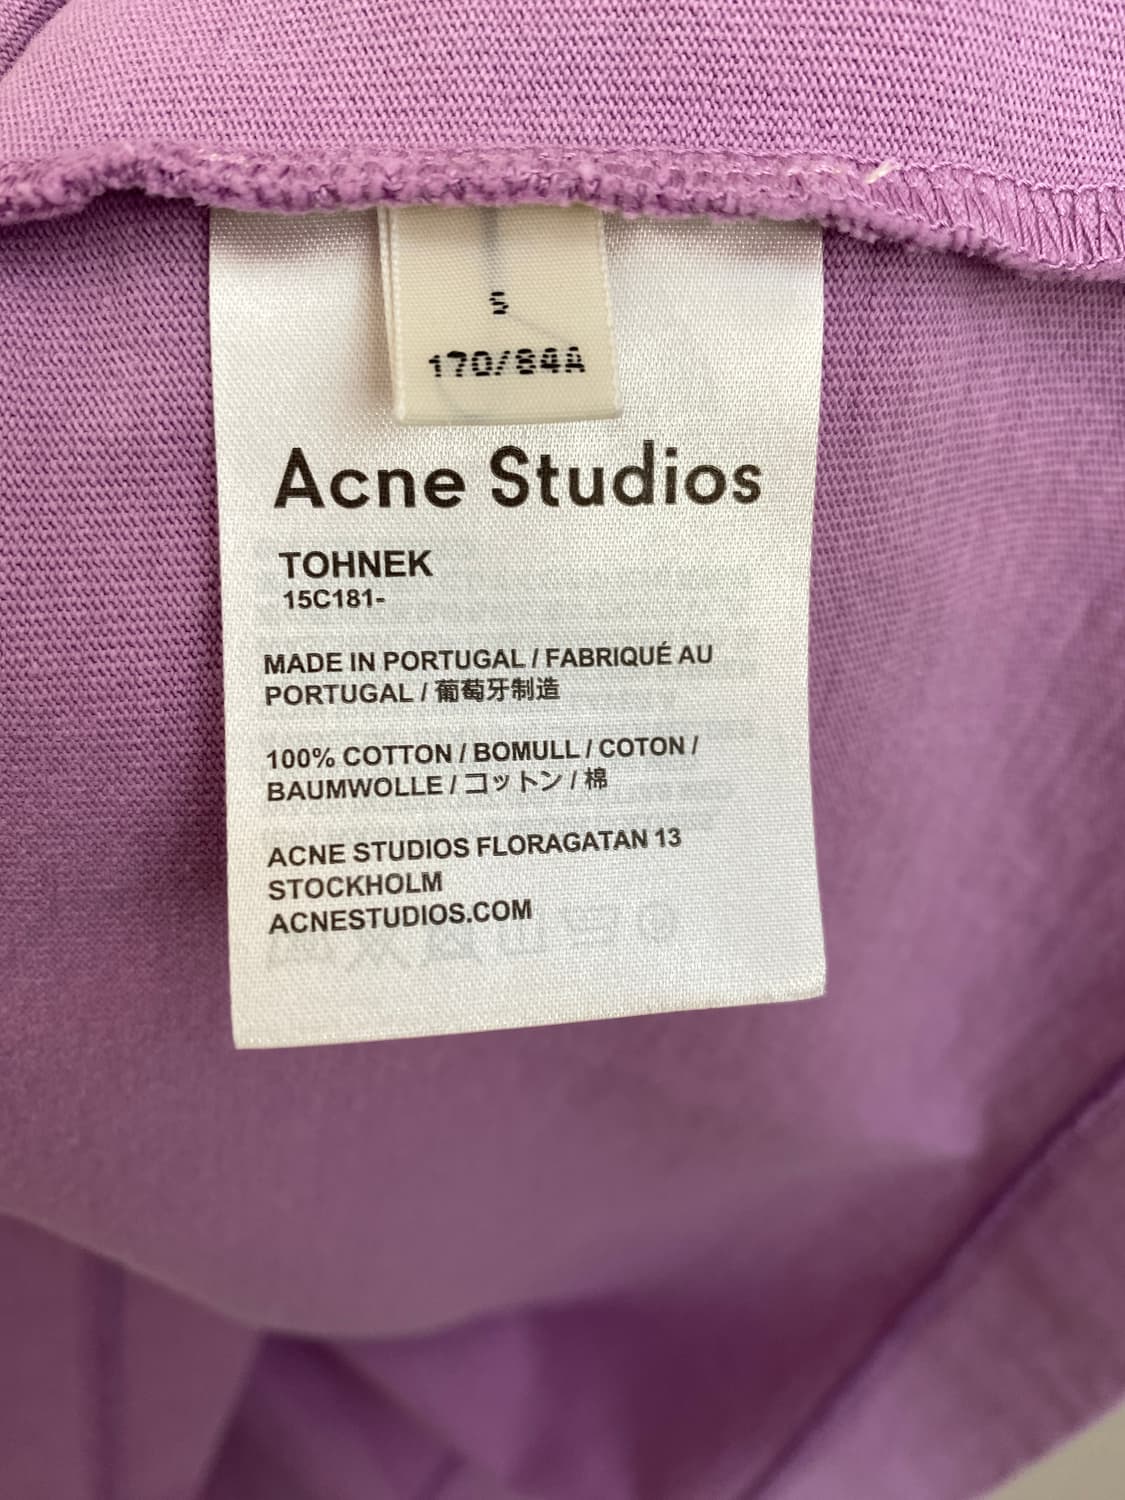 S
170/84A
Acne Studios
TOHNEK
15C181-
MADE IN PORTUGAL / FABRIQUÉ AU
PORTUGAL / 葡萄牙制造
100% COTTON / BOMULL / COTON /
BAUMWOLLE / コットン / 棉
ACNE STUDIOS FLORAGATAN 13
STOCKHOLM
ACNESTUDIOS.COM